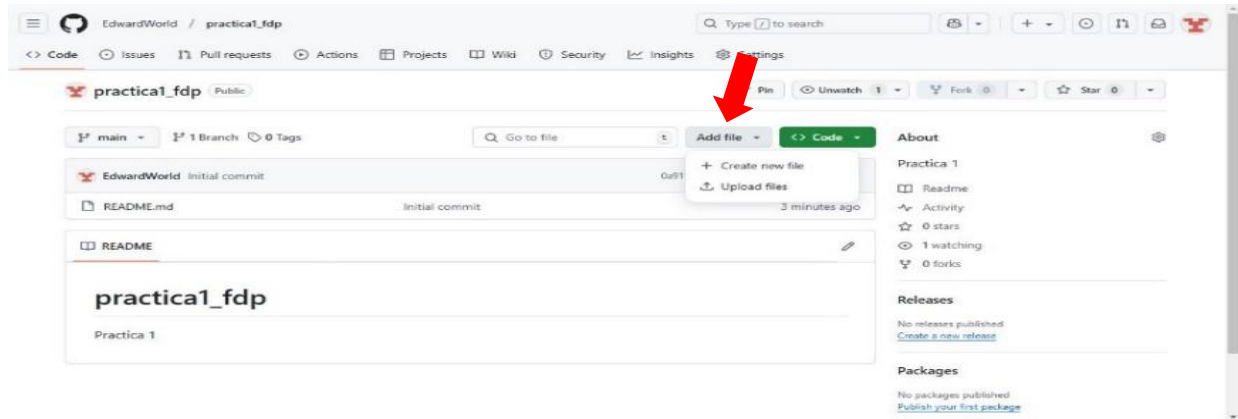 EdwardWorld / practica1_fdp
Type / to search
Code Issues Pull requests Actions Projects Wiki Security Insights Settings
practica1_fdp Public
Pin Unwatch 1 Fork 0 Star 0
main 1 Branch 0 Tags
Go to file t
Add file
Code
Create new file
Upload files
EdwardWorld Initial commit
0a91
README.md Initial commit 3 minutes ago
README
practica1_fdp
Practica 1
About
Practica 1
Readme
Activity
0 stars
1 watching
0 forks
Releases
No releases published
Create a new release
Packages
No packages published
Publish your first package